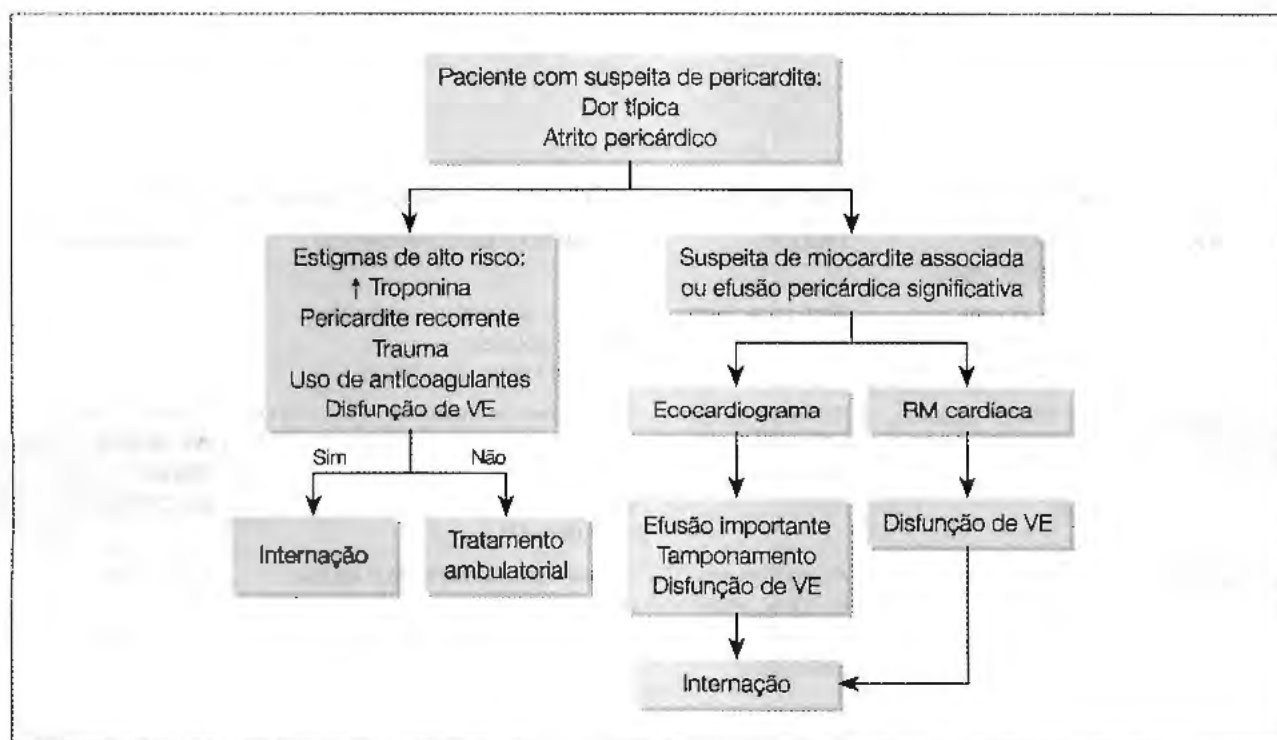 Paciente com suspeita de pericardite:
Dor típica
Atrito pericárdico
Estigmas de alto risco:
↑ Troponina
Pericardite recorrente
Trauma
Uso de anticoagulantes
Disfunção de VE
Sim
Não
Internação
Tratamento
ambulatorial
Suspeita de miocardite associada
ou efusão pericárdica significativa
Ecocardiograma
RM cardíaca
Efusão importante
Tamponamento
Disfunção de VE
Disfunção de VE
Internação